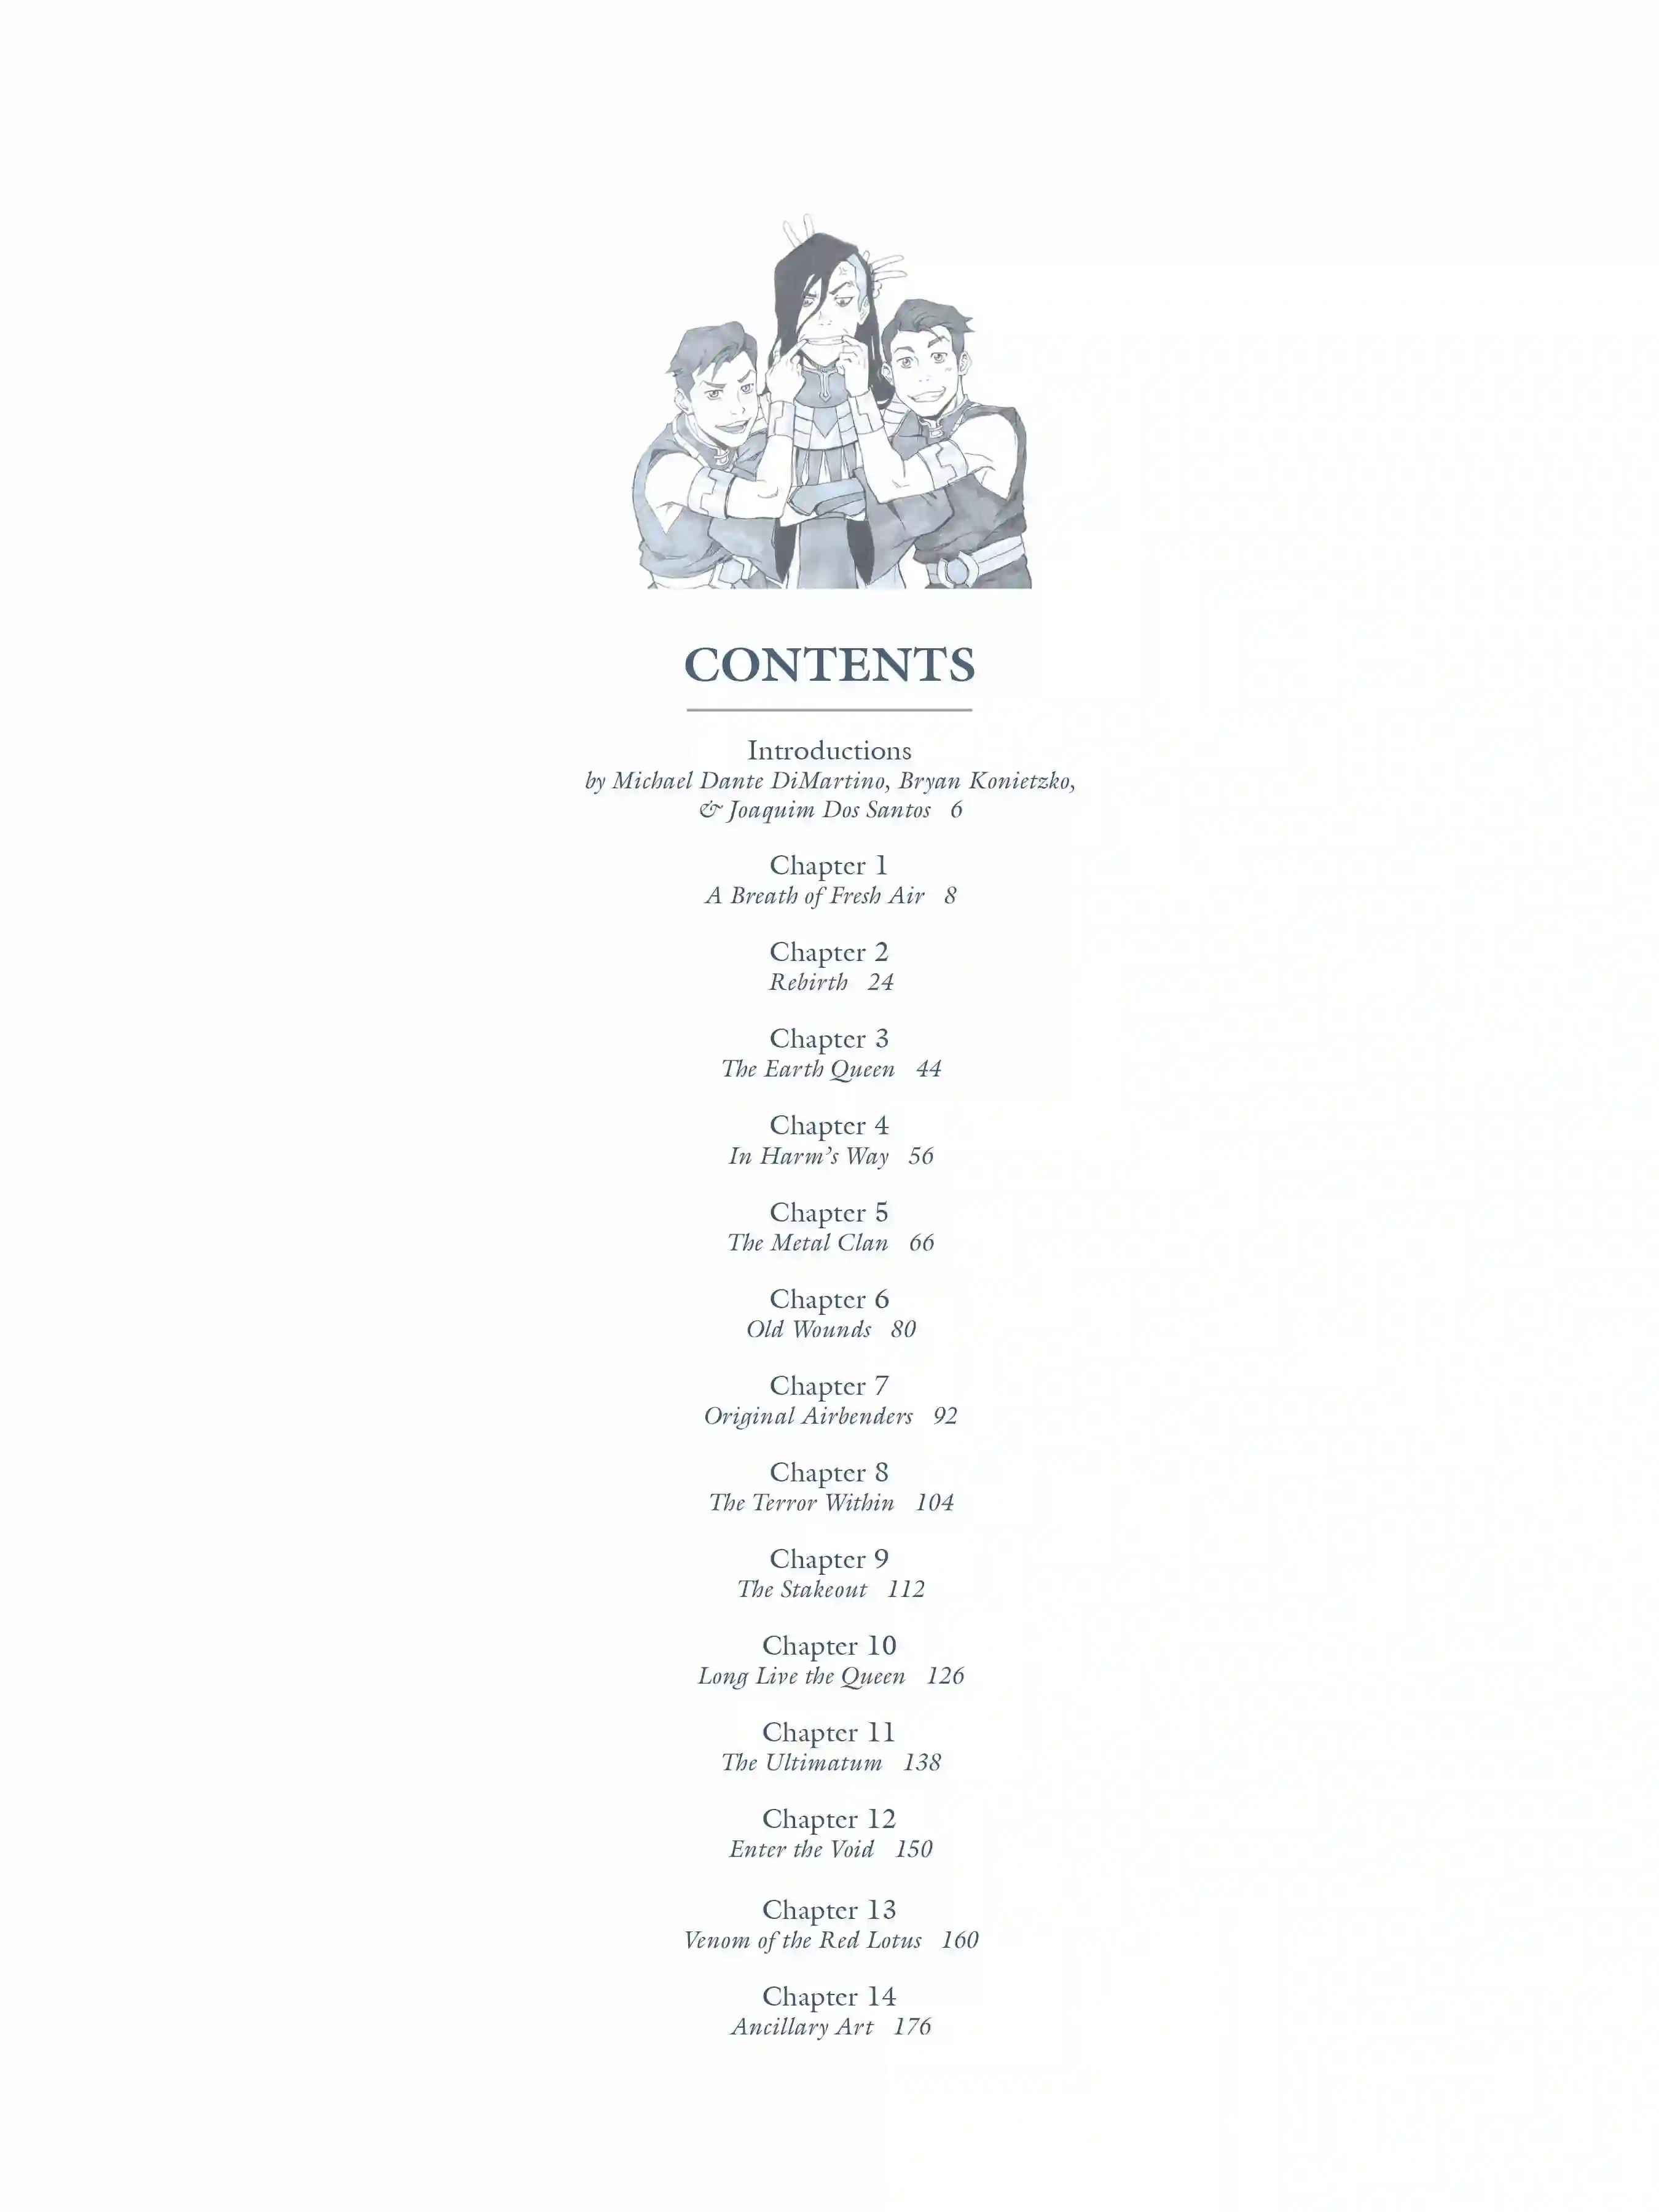 CONTENTS
Introductions
by Michael Dante DiMartino, Bryan Konietzko,
& Joaquim Dos Santos 6
Chapter 1
A Breath of Fresh Air 8
Chapter 2
Rebirth 24
Chapter 3
The Earth Queen 44
Chapter 4
In Harm’s Way 56
Chapter 5
The Metal Clan 66
Chapter 6
Old Wounds 80
Chapter 7
Original Airbenders 92
Chapter 8
The Terror Within 104
Chapter 9
The Stakeout 112
Chapter 10
Long Live the Queen 126
Chapter 11
The Ultimatum 138
Chapter 12
Enter the Void 150
Chapter 13
Venom of the Red Lotus 160
Chapter 14
Ancillary Art 176